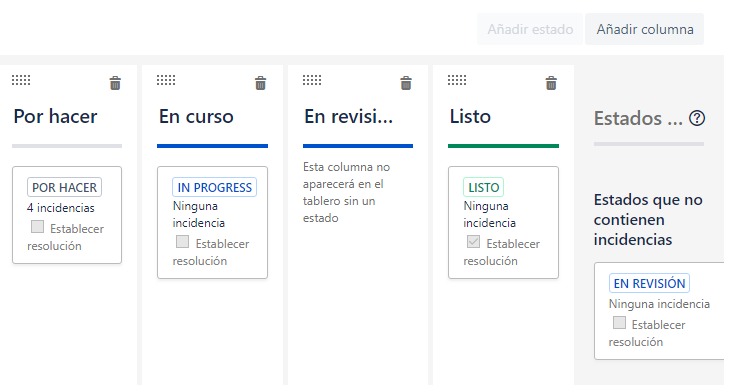 Añadir estado
Añadir columna
Por hacer
POR HACER
4 incidencias
Establecer
resolución
En curso
IN PROGRESS
Ninguna
incidencia
Establecer
resolución
En revisi...
Esta columna no
aparecerá en el
tablero sin un
estado
Listo
LISTO
Ninguna
incidencia
Establecer
resolución
Estados ...
Estados que no
contienen
incidencias
EN REVISIÓN
Ninguna incidencia
Establecer
resolución